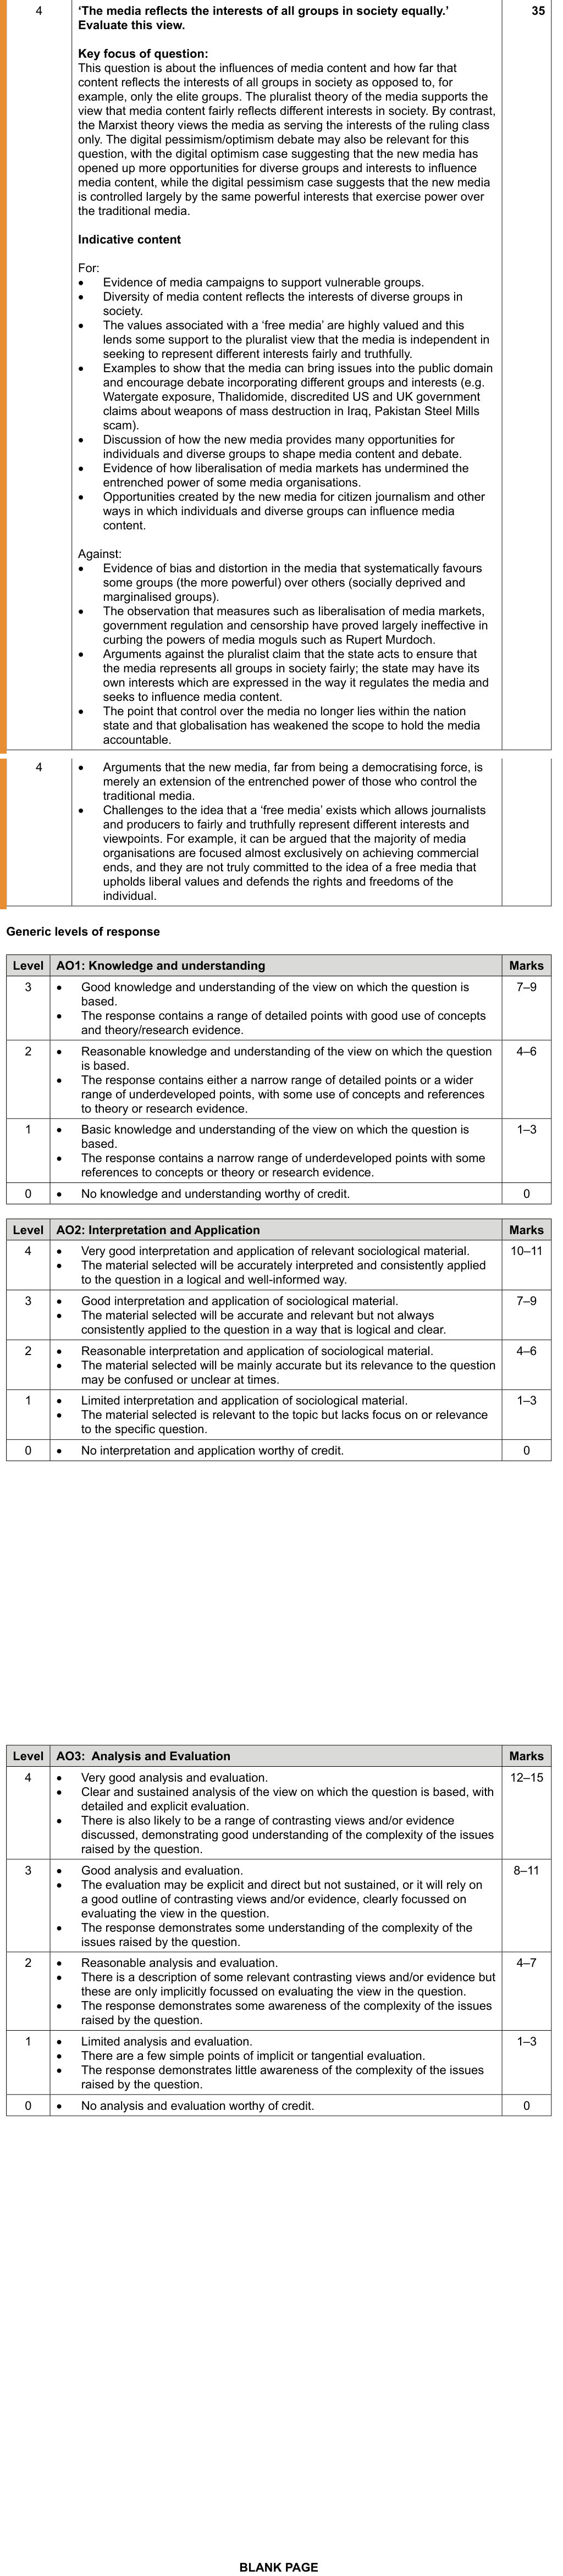 4 ‘The media reflects the interests of all groups in society equally.’ 35
Evaluate this view.
Key focus of question:
This question is about the influences of media content and how far that
content reflects the interests of all groups in society as opposed to, for
example, only the elite groups. The pluralist theory of the media supports the
view that media content fairly reflects different interests in society. By contrast,
the Marxist theory views the media as serving the interests of the ruling class
only. The digital pessimism/optimism debate may also be relevant for this
question, with the digital optimism case suggesting that the new media has
opened up more opportunities for diverse groups and interests to influence
media content, while the digital pessimism case suggests that the new media
is controlled largely by the same powerful interests that exercise power over
the traditional media.
Indicative content
For:
• Evidence of media campaigns to support vulnerable groups.
• Diversity of media content reflects the interests of diverse groups in
society.
• The values associated with a ‘free media’ are highly valued and this
lends some support to the pluralist view that the media is independent in
seeking to represent different interests fairly and truthfully.
• Examples to show that the media can bring issues into the public domain
and encourage debate incorporating different groups and interests (e.g.
Watergate exposure, Thalidomide, discredited US and UK government
claims about weapons of mass destruction in Iraq, Pakistan Steel Mills
scam).
• Discussion of how the new media provides many opportunities for
individuals and diverse groups to shape media content and debate.
• Evidence of how liberalisation of media markets has undermined the
entrenched power of some media organisations.
• Opportunities created by the new media for citizen journalism and other
ways in which individuals and diverse groups can influence media
content.
Against:
• Evidence of bias and distortion in the media that systematically favours
some groups (the more powerful) over others (socially deprived and
marginalised groups).
• The observation that measures such as liberalisation of media markets,
government regulation and censorship have proved largely ineffective in
curbing the powers of media moguls such as Rupert Murdoch.
• Arguments against the pluralist claim that the state acts to ensure that
the media represents all groups in society fairly; the state may have its
own interests which are expressed in the way it regulates the media and
seeks to influence media content.
• The point that control over the media no longer lies within the nation
state and that globalisation has weakened the scope to hold the media
accountable.
4 • Arguments that the new media, far from being a democratising force, is
merely an extension of the entrenched power of those who control the
traditional media.
• Challenges to the idea that a ‘free media’ exists which allows journalists
and producers to fairly and truthfully represent different interests and
viewpoints. For example, it can be argued that the majority of media
organisations are focused almost exclusively on achieving commercial
ends, and they are not truly committed to the idea of a free media that
upholds liberal values and defends the rights and freedoms of the
individual.
Generic levels of response
Level AO1: Knowledge and understanding Marks
3 • Good knowledge and understanding of the view on which the question is 7–9
based.
• The response contains a range of detailed points with good use of concepts
and theory/research evidence.
2 • Reasonable knowledge and understanding of the view on which the question 4–6
is based.
• The response contains either a narrow range of detailed points or a wider
range of underdeveloped points, with some use of concepts and references
to theory or research evidence.
1 • Basic knowledge and understanding of the view on which the question is 1–3
based.
• The response contains a narrow range of underdeveloped points with some
references to concepts or theory or research evidence.
0 • No knowledge and understanding worthy of credit. 0
Level AO2: Interpretation and Application Marks
4 • Very good interpretation and application of relevant sociological material. 10–11
• The material selected will be accurately interpreted and consistently applied
to the question in a logical and well-informed way.
3 • Good interpretation and application of sociological material. 7–9
• The material selected will be accurate and relevant but not always
consistently applied to the question in a way that is logical and clear.
2 • Reasonable interpretation and application of sociological material. 4–6
• The material selected will be mainly accurate but its relevance to the question
may be confused or unclear at times.
1 • Limited interpretation and application of sociological material. 1–3
• The material selected is relevant to the topic but lacks focus on or relevance
to the specific question.
0 • No interpretation and application worthy of credit. 0
Level AO3: Analysis and Evaluation Marks
4 • Very good analysis and evaluation. 12–15
• Clear and sustained analysis of the view on which the question is based, with
detailed and explicit evaluation.
• There is also likely to be a range of contrasting views and/or evidence
discussed, demonstrating good understanding of the complexity of the issues
raised by the question.
3 • Good analysis and evaluation. 8–11
• The evaluation may be explicit and direct but not sustained, or it will rely on
a good outline of contrasting views and/or evidence, clearly focussed on
evaluating the view in the question.
• The response demonstrates some understanding of the complexity of the
issues raised by the question.
2 • Reasonable analysis and evaluation. 4–7
• There is a description of some relevant contrasting views and/or evidence but
these are only implicitly focussed on evaluating the view in the question.
• The response demonstrates some awareness of the complexity of the issues
raised by the question.
1 • Limited analysis and evaluation. 1–3
• There are a few simple points of implicit or tangential evaluation.
• The response demonstrates little awareness of the complexity of the issues
raised by the question.
0 • No analysis and evaluation worthy of credit. 0
BLANK PAGE